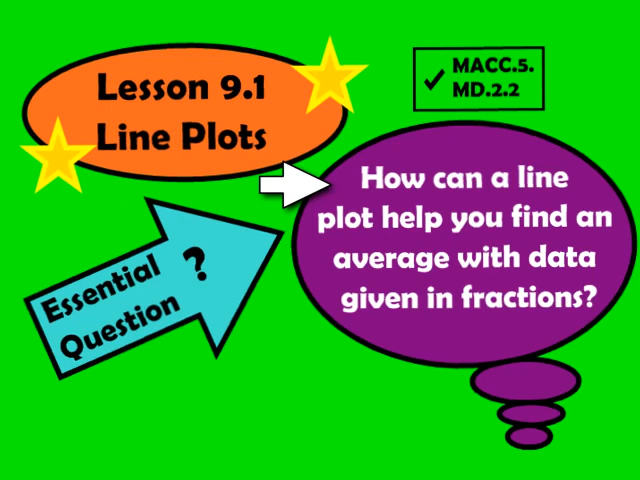 Lesson 9.1
Line Plots
✓ MACC.5.
MD.2.2
How can a line
plot help you find an
average with data
given in fractions?
Essential
Question
?